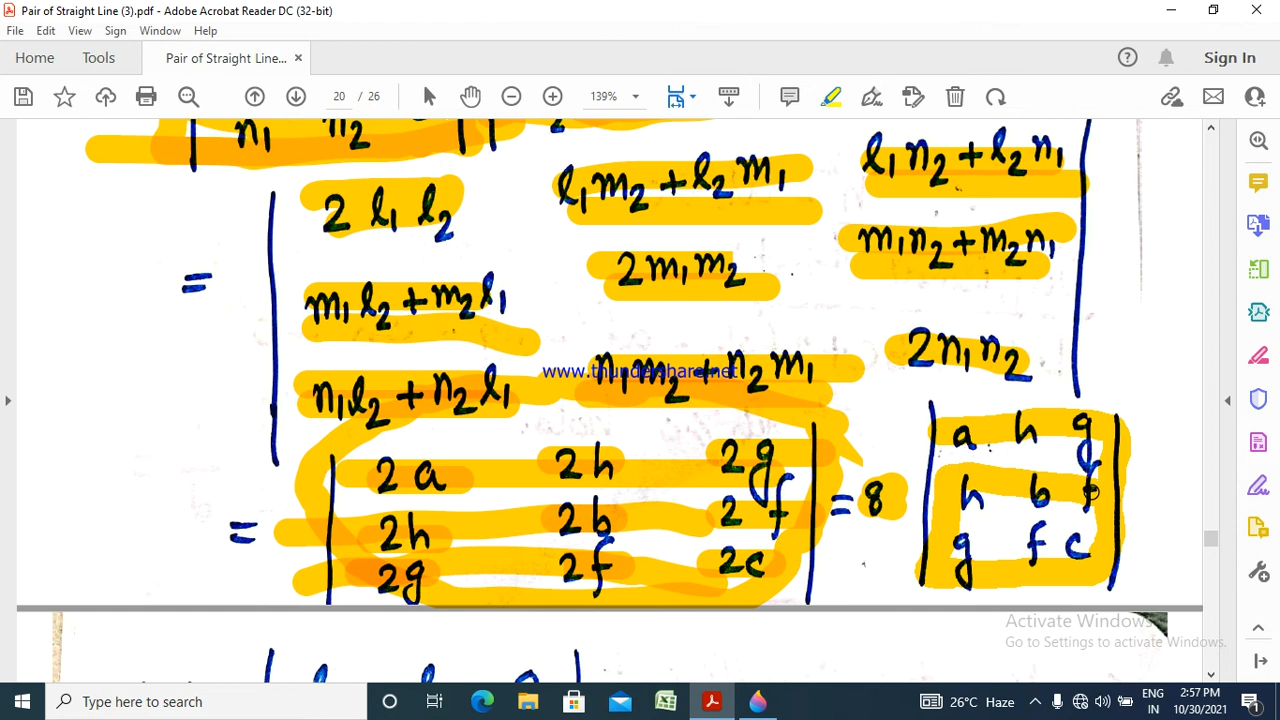 Pair of Straight Line (3).pdf - Adobe Acrobat Reader DC (32-bit)
File Edit View Sign Window Help
Home Tools Pair of Straight Line... × Sign In
20 / 26 139%
n1 n2
2 l1 l2 l1m2+l2m1 l1n2+l2n1
= m1l2+m2l1 2m1m2 m1n2+m2n1
n1l2+n2l1 n1m2+n2m1 2n1n2
www.thundershare.net
2a 2h 2g a h g
= 2h 2b 2f = 8 h b f
2g 2f 2c g f c
Activate Windows
Go to Settings to activate Windows.
Type here to search 26°C Haze ENG IN 2:57 PM 10/30/2021